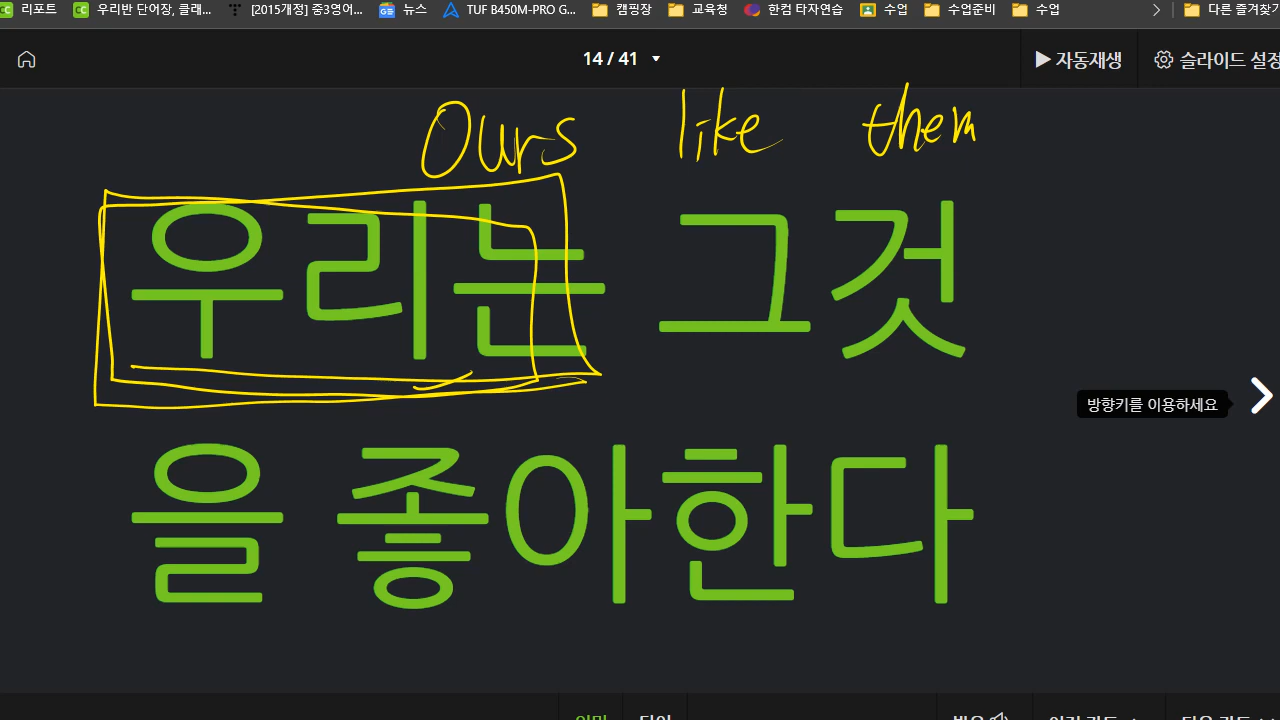 리포트 우리반 단어장, 클래... [2015개정] 중3영어... 뉴스 TUF B450M-PRO G... 캠핑장 교육청 한컴 타자연습 수업 수업준비 수업 다른 즐겨찾기
14 / 41 자동재생 슬라이드 설정
Ours like them
우리는 그것
을 좋아한다
방향키를 이용하세요